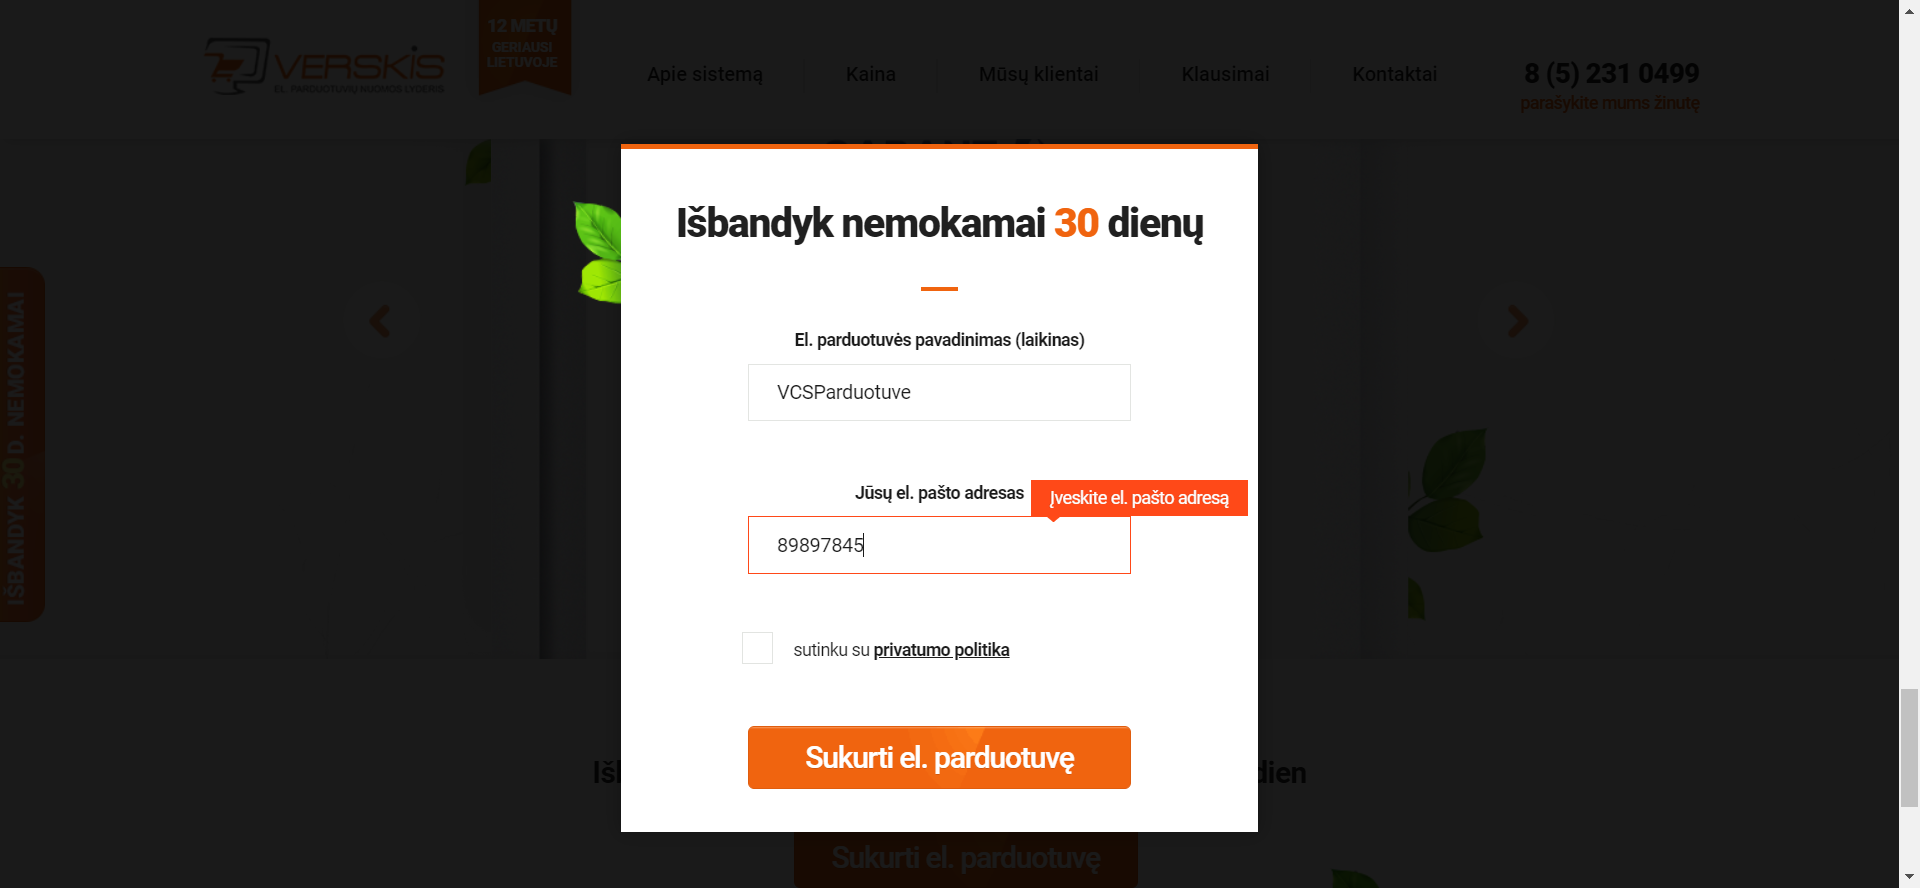 VERSKIS
EL. PARDUOTUVIŲ NUOMOS LYDERIS
12 METŲ
GERIAUSI
LIETUVOJE
Apie sistemą
Kaina
Mūsų klientai
Klausimai
Kontaktai
8 (5) 231 0499
parašykite mums žinutę
IŠBANDYK 30 D. NEMOKAMAI
Išbandyk nemokamai 30 dienų
El. parduotuvės pavadinimas (laikinas)
VCSParduotuve
Jūsų el. pašto adresas
Įveskite el. pašto adresą
89897845
sutinku su privatumo politika
Sukurti el. parduotuvę
dien
Sukurti el. parduotuvę